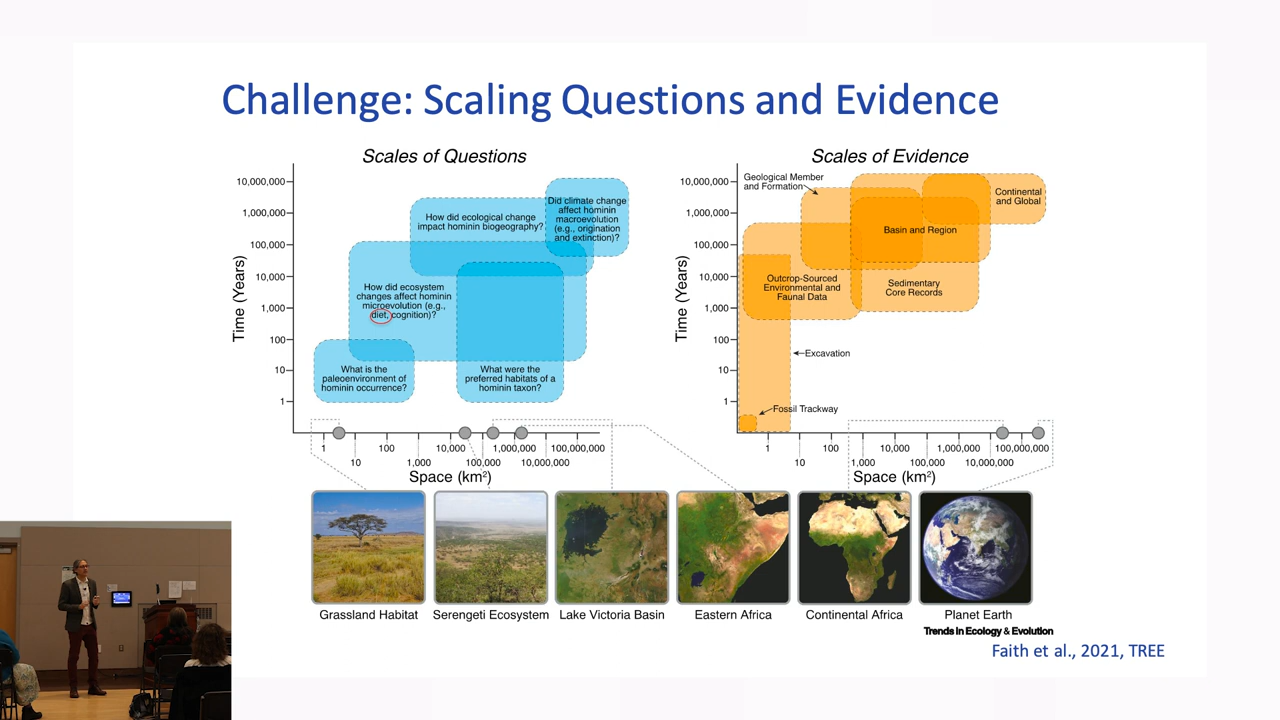 Challenge: Scaling Questions and Evidence
Scales of Questions
10,000,000
1,000,000
100,000
10,000
1,000
100
10
1
Time (Years)
How did ecological change
impact hominin biogeography?
Did climate change
affect hominin
macroevolution
(e.g., origination
and extinction)?
How did ecosystem
changes affect hominin
microevolution (e.g.,
diet, cognition)?
What is the
paleoenvironment of
hominin occurrence?
What were the
preferred habitats of a
hominin taxon?
1
100
10,000
1,000,000
100,000,000
10
1,000
100,000
10,000,000
Space (km²)
Scales of Evidence
10,000,000
1,000,000
100,000
10,000
1,000
100
10
1
Time (Years)
Geological Member
and Formation
Continental
and Global
Basin and Region
Outcrop-Sourced
Environmental and
Faunal Data
Sedimentary
Core Records
Excavation
Fossil Trackway
1
100
10,000
1,000,000
100,000,000
10
1,000
100,000
10,000,000
Space (km²)
Grassland Habitat
Serengeti Ecosystem
Lake Victoria Basin
Eastern Africa
Continental Africa
Planet Earth
Trends in Ecology & Evolution
Faith et al., 2021, TREE